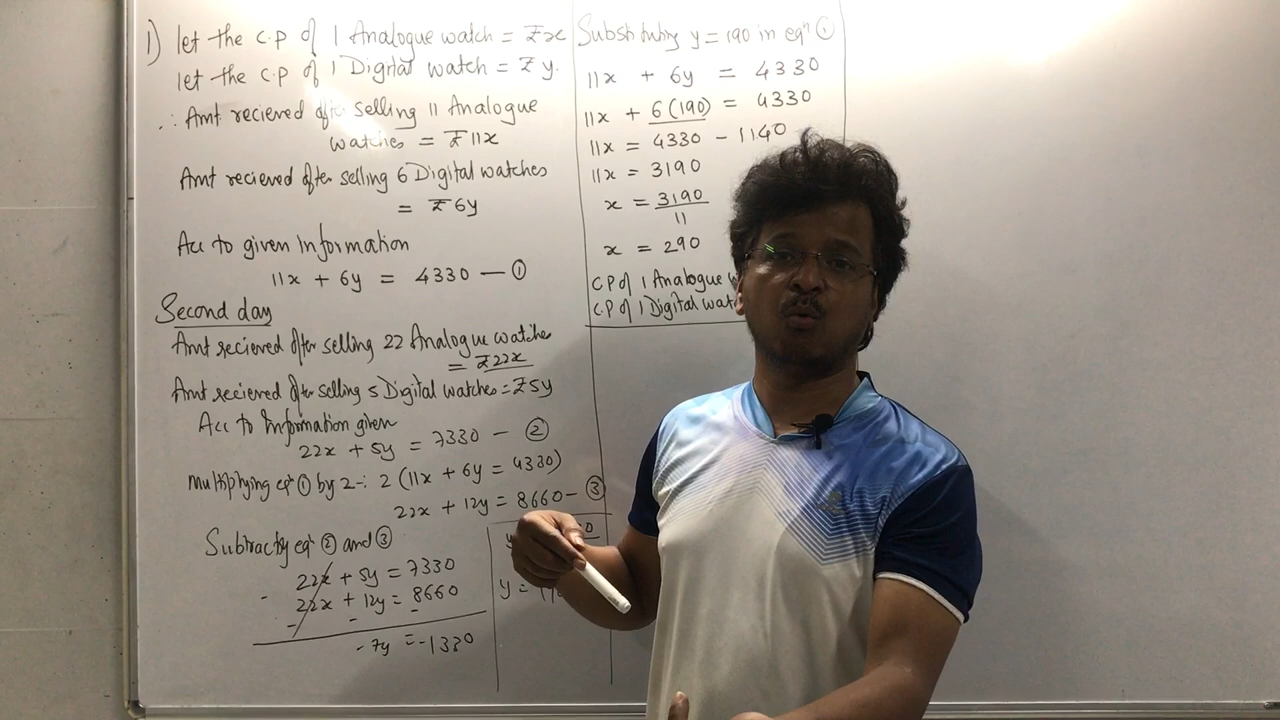 1) let the C.P of 1 Analogue watch = ₹x
let the C.P of 1 Digital watch = ₹y.
∴ Amt recieved after selling 11 Analogue
watches = ₹11x
Amt recieved after selling 6 Digital watches
= ₹6y
Acc to given Information
11x + 6y = 4330 — ①
Second day
Amt recieved after selling 22 Analogue watches
= ₹22x
Amt recieved after selling 5 Digital watches = ₹5y
Acc to Information given
22x + 5y = 7330 — ②
Multiplying eqn ① by 2 -: 2 (11x + 6y = 4330)
22x + 12y = 8660 — ③
Subtracty eqn ② and ③
22x + 5y = 7330
- 22x + 12y = 8660
- - -
-7y = -1330
y =
Substituting y = 190 in eqn ①
11x + 6y = 4330
11x + 6(190) = 4330
11x = 4330 - 1140
11x = 3190
x = 3190
11
x = 290
CP of 1 Analogue
CP of 1 Digital